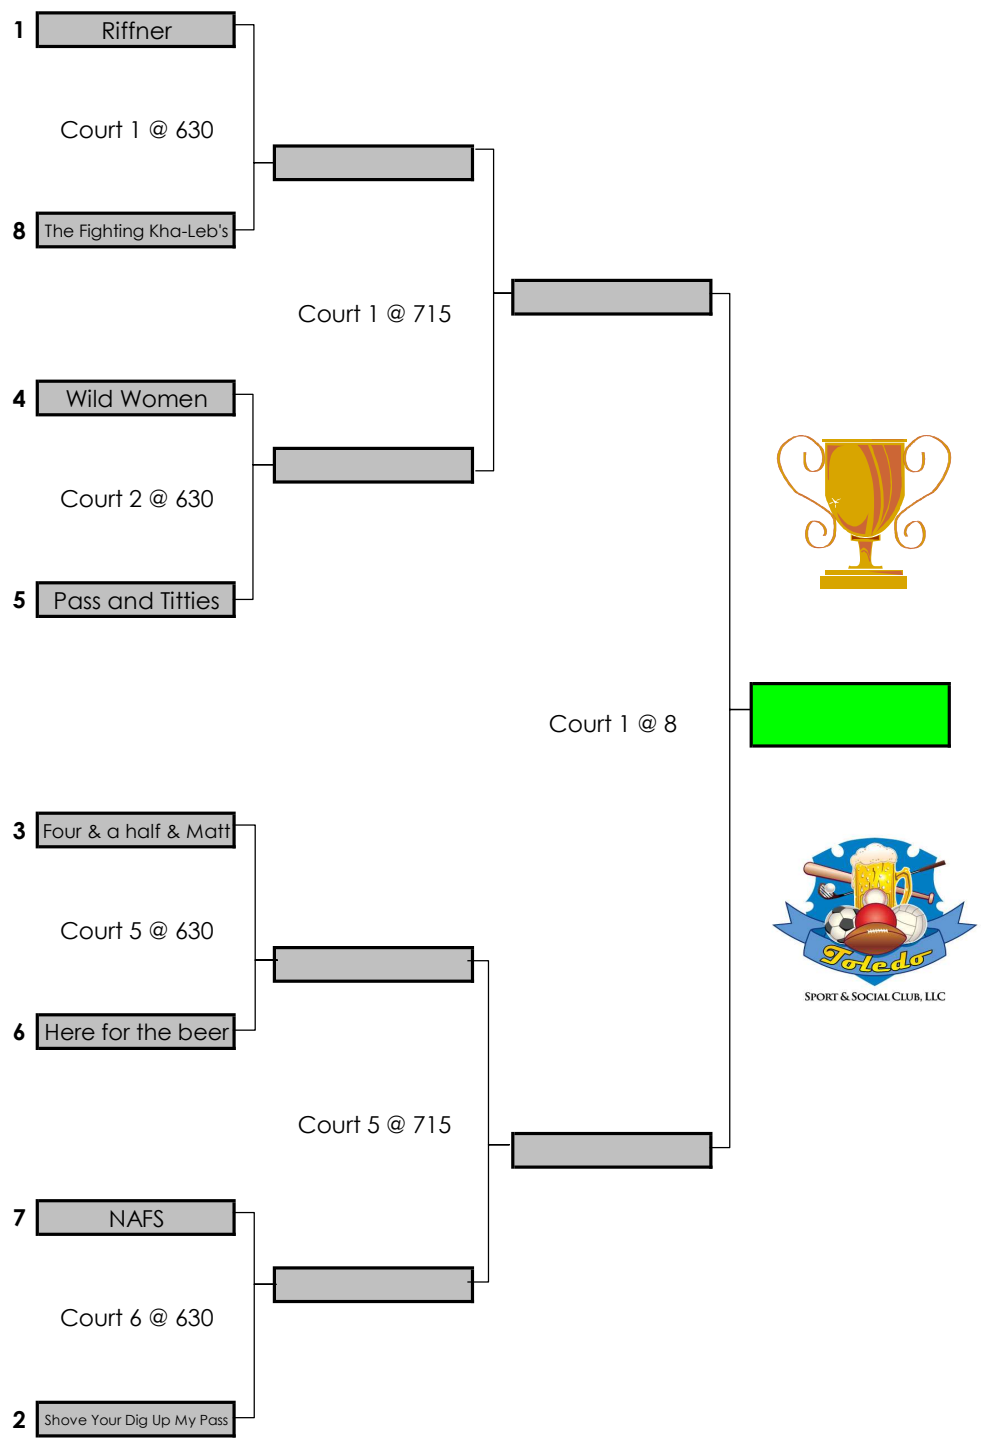 1 Riffner
Court 1 @ 630
8 The Fighting Kha-Leb's
Court 1 @ 715
4 Wild Women
Court 2 @ 630
5 Pass and Titties
Court 1 @ 8
3 Four & a half & Matt
Court 5 @ 630
6 Here for the beer
Toledo
SPORT & SOCIAL CLUB, LLC
Court 5 @ 715
7 NAFS
Court 6 @ 630
2 Shove Your Dig Up My Pass